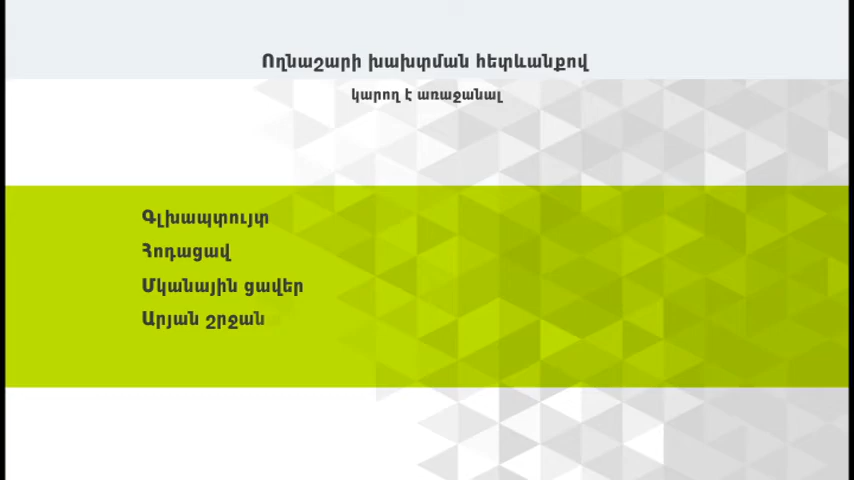 Ողնաշարի խախտման հետևանքով
կարող է առաջանալ
Գլխապտույտ
Հոդացավ
Մկանային ցավեր
Արյան շրջան